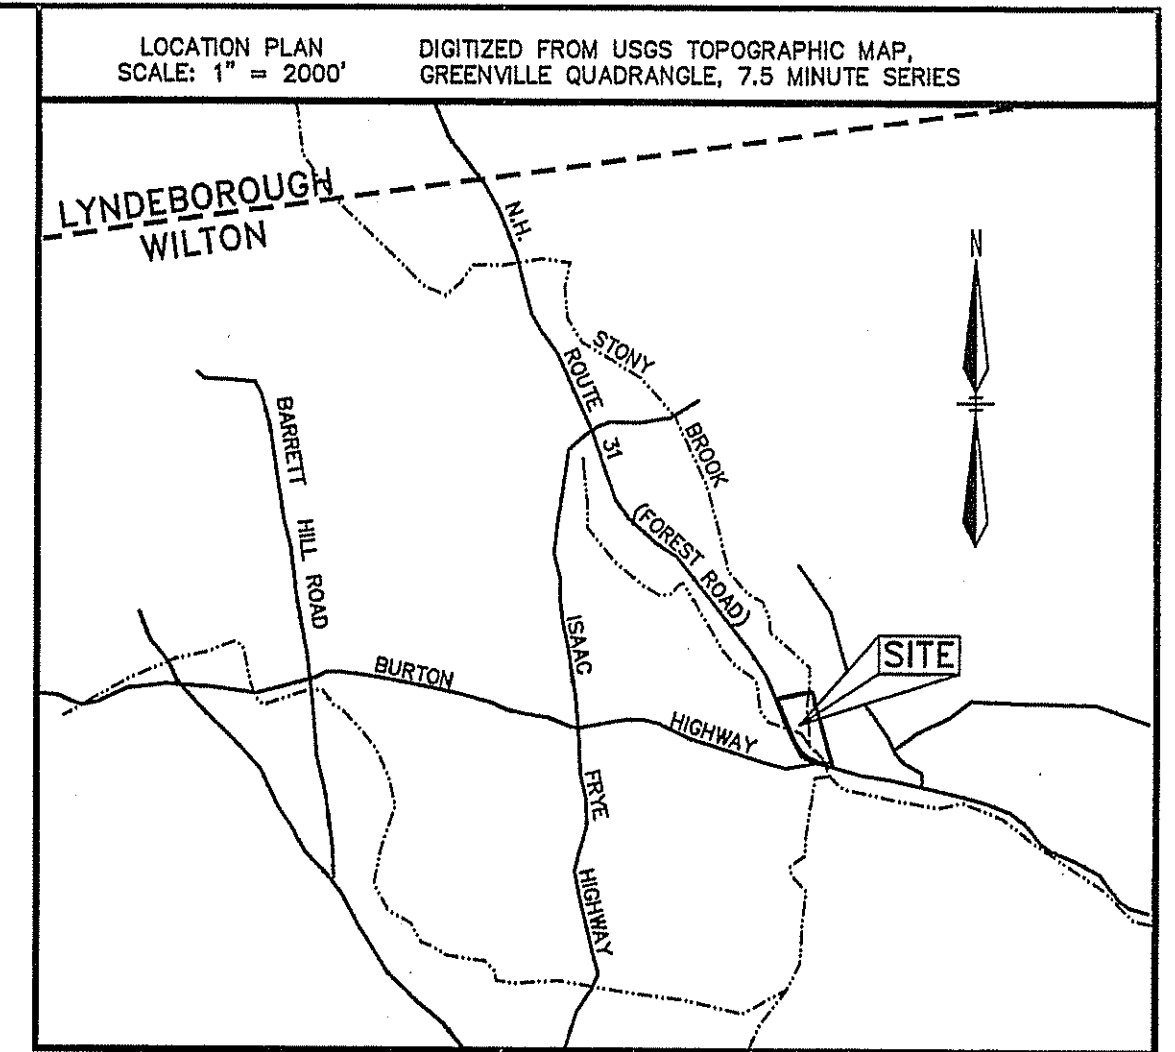 LOCATION PLAN
SCALE: 1" = 2000'
DIGITIZED FROM USGS TOPOGRAPHIC MAP,
GREENVILLE QUADRANGLE, 7.5 MINUTE SERIES
LYNDEBOROUGH
WILTON
N
N.H.
ROUTE
31
(FOREST ROAD)
STONY
BROOK
BARRETT
HILL
ROAD
ISAAC
FRYE
HIGHWAY
BURTON
HIGHWAY
SITE